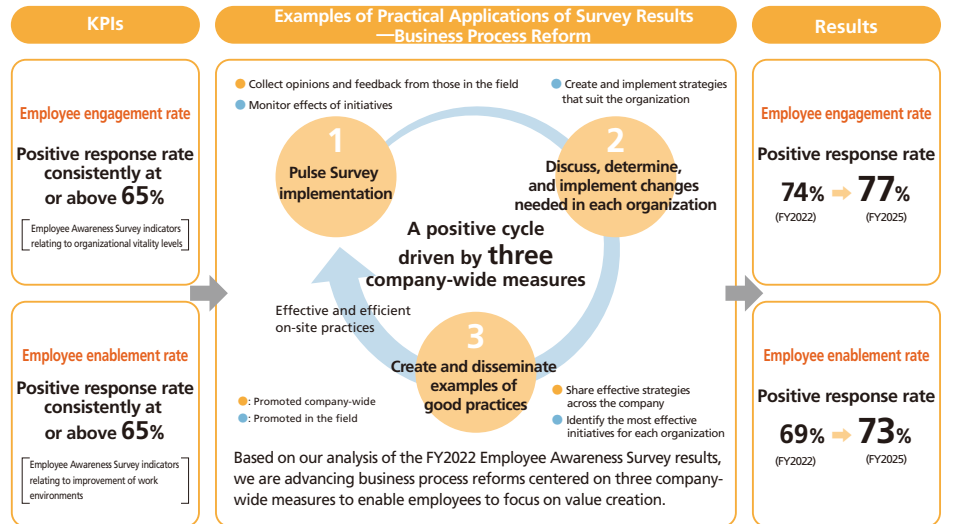 KPIs
Employee engagement rate
Positive response rate
consistently at
or above 65%
Employee Awareness Survey indicators
relating to organizational vitality levels
Employee enablement rate
Positive response rate
consistently at
or above 65%
Employee Awareness Survey indicators
relating to improvement of work
environments
Examples of Practical Applications of Survey Results
—Business Process Reform
● Collect opinions and feedback from those in the field
● Monitor effects of initiatives
● Create and implement strategies
that suit the organization
1
Pulse Survey
implementation
2
Discuss, determine,
and implement changes
needed in each organization
A positive cycle
driven by three
company-wide measures
Effective and efficient
on-site practices
3
Create and disseminate
examples of
good practices
●: Promoted company-wide
●: Promoted in the field
● Share effective strategies
across the company
● Identify the most effective
initiatives for each organization
Based on our analysis of the FY2022 Employee Awareness Survey results,
we are advancing business process reforms centered on three company-
wide measures to enable employees to focus on value creation.
Results
Employee engagement rate
Positive response rate
74% 77%
(FY2022) (FY2025)
Employee enablement rate
Positive response rate
69% 73%
(FY2022) (FY2025)